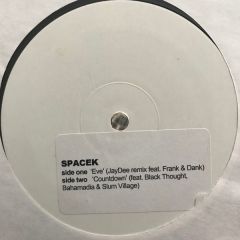 SPACEK
side one 'Eve' (JayDee remix feat. Frank & Dank)
side two 'Countdown' (feat. Black Thought,
Bahamadia & Slum Village)